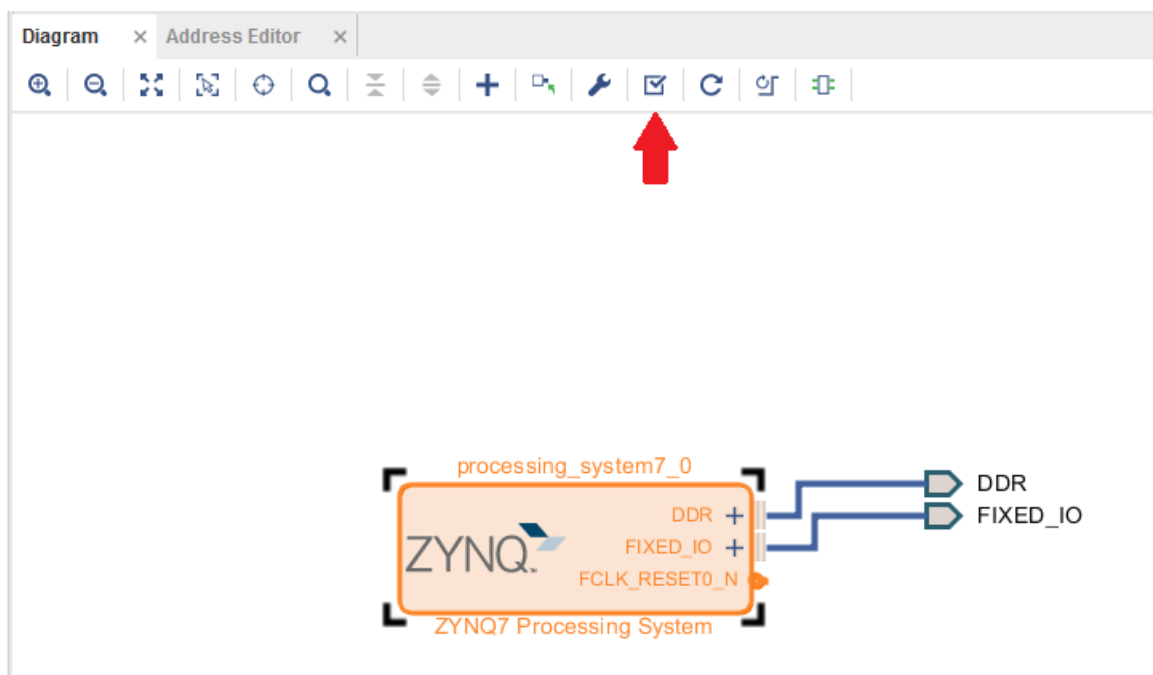 Diagram
Address Editor
processing_system7_0
DDR
FIXED_IO
FCLK_RESET0_N
ZYNQ
ZYNQ7 Processing System
DDR
FIXED_IO